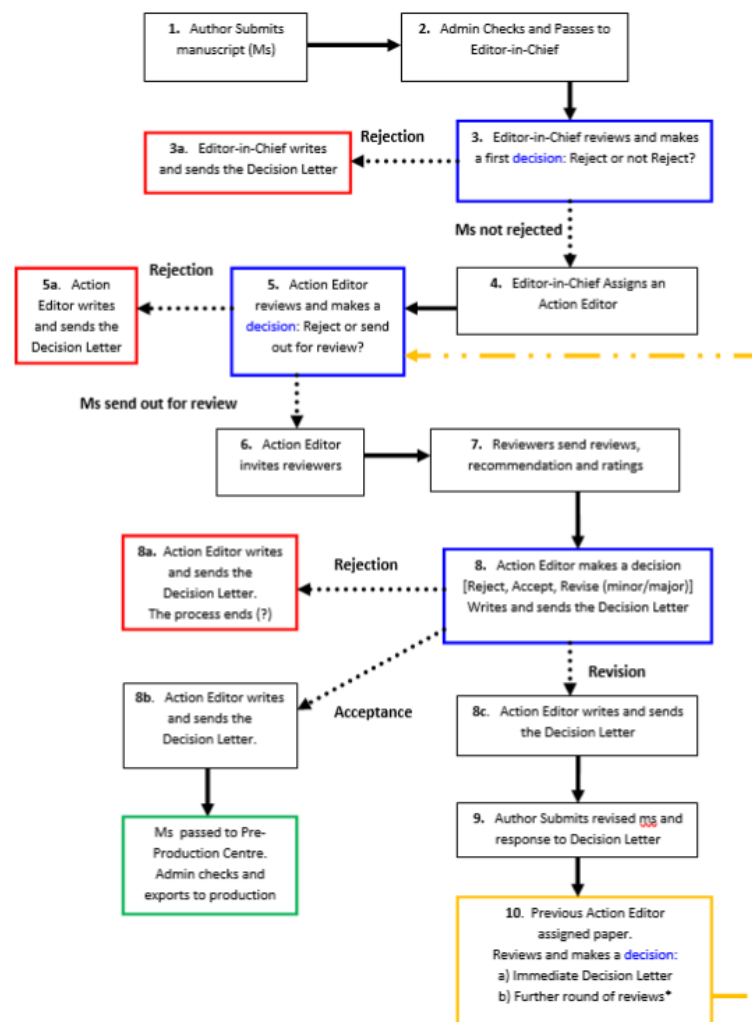 1. Author Submits
manuscript (Ms)
2. Admin Checks and Passes to
Editor-in-Chief
3. Editor-in-Chief reviews and makes
a first decision: Reject or not Reject?
Rejection
3a. Editor-in-Chief writes
and sends the Decision Letter
Ms not rejected
4. Editor-in-Chief Assigns an
Action Editor
5. Action Editor
reviews and makes a
decision: Reject or send
out for review?
Rejection
5a. Action
Editor writes
and sends the
Decision Letter
Ms send out for review
6. Action Editor
invites reviewers
7. Reviewers send reviews,
recommendation and ratings
8. Action Editor makes a decision
[Reject, Accept, Revise (minor/major)]
Writes and sends the Decision Letter
Rejection
8a. Action Editor writes
and sends the
Decision Letter.
The process ends (?)
Acceptance
8b. Action Editor writes
and sends the
Decision Letter.
Ms passed to Pre-
Production Centre.
Admin checks and
exports to production
Revision
8c. Action Editor writes and sends
the Decision Letter
9. Author Submits revised ms and
response to Decision Letter
10. Previous Action Editor
assigned paper.
Reviews and makes a decision:
a) Immediate Decision Letter
b) Further round of reviews*